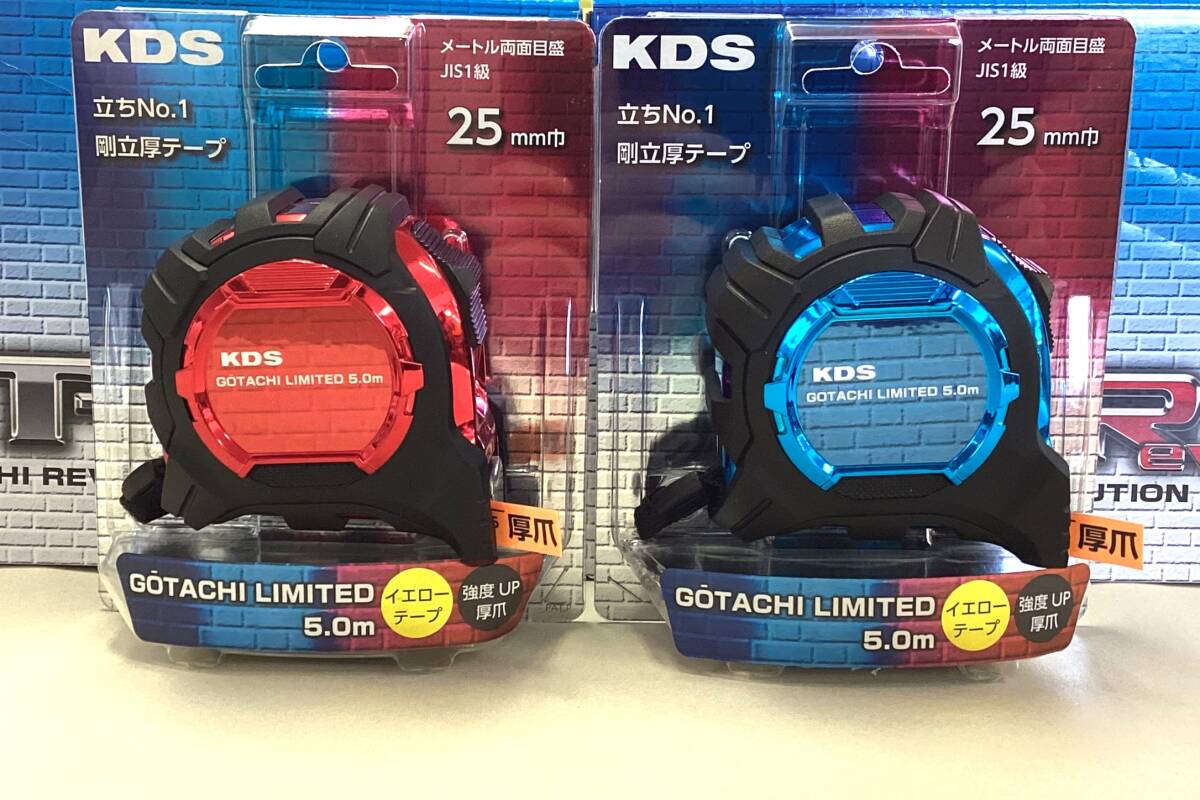 KDS
立ちNo.1
剛立厚テープ
メートル両面目盛
JIS1級
25 mm巾
KDS
GŌTACHI LIMITED 5.0m
厚爪
GŌTACHI LIMITED
5.0m
イエロー
テープ
強度 UP
厚爪
KDS
立ちNo.1
剛立厚テープ
メートル両面目盛
JIS1級
25 mm巾
KDS
GOTACHI LIMITED 5.0m
厚爪
GŌTACHI LIMITED
5.0m
イエロー
テープ
強度 UP
厚爪
HI REV
R
UTION